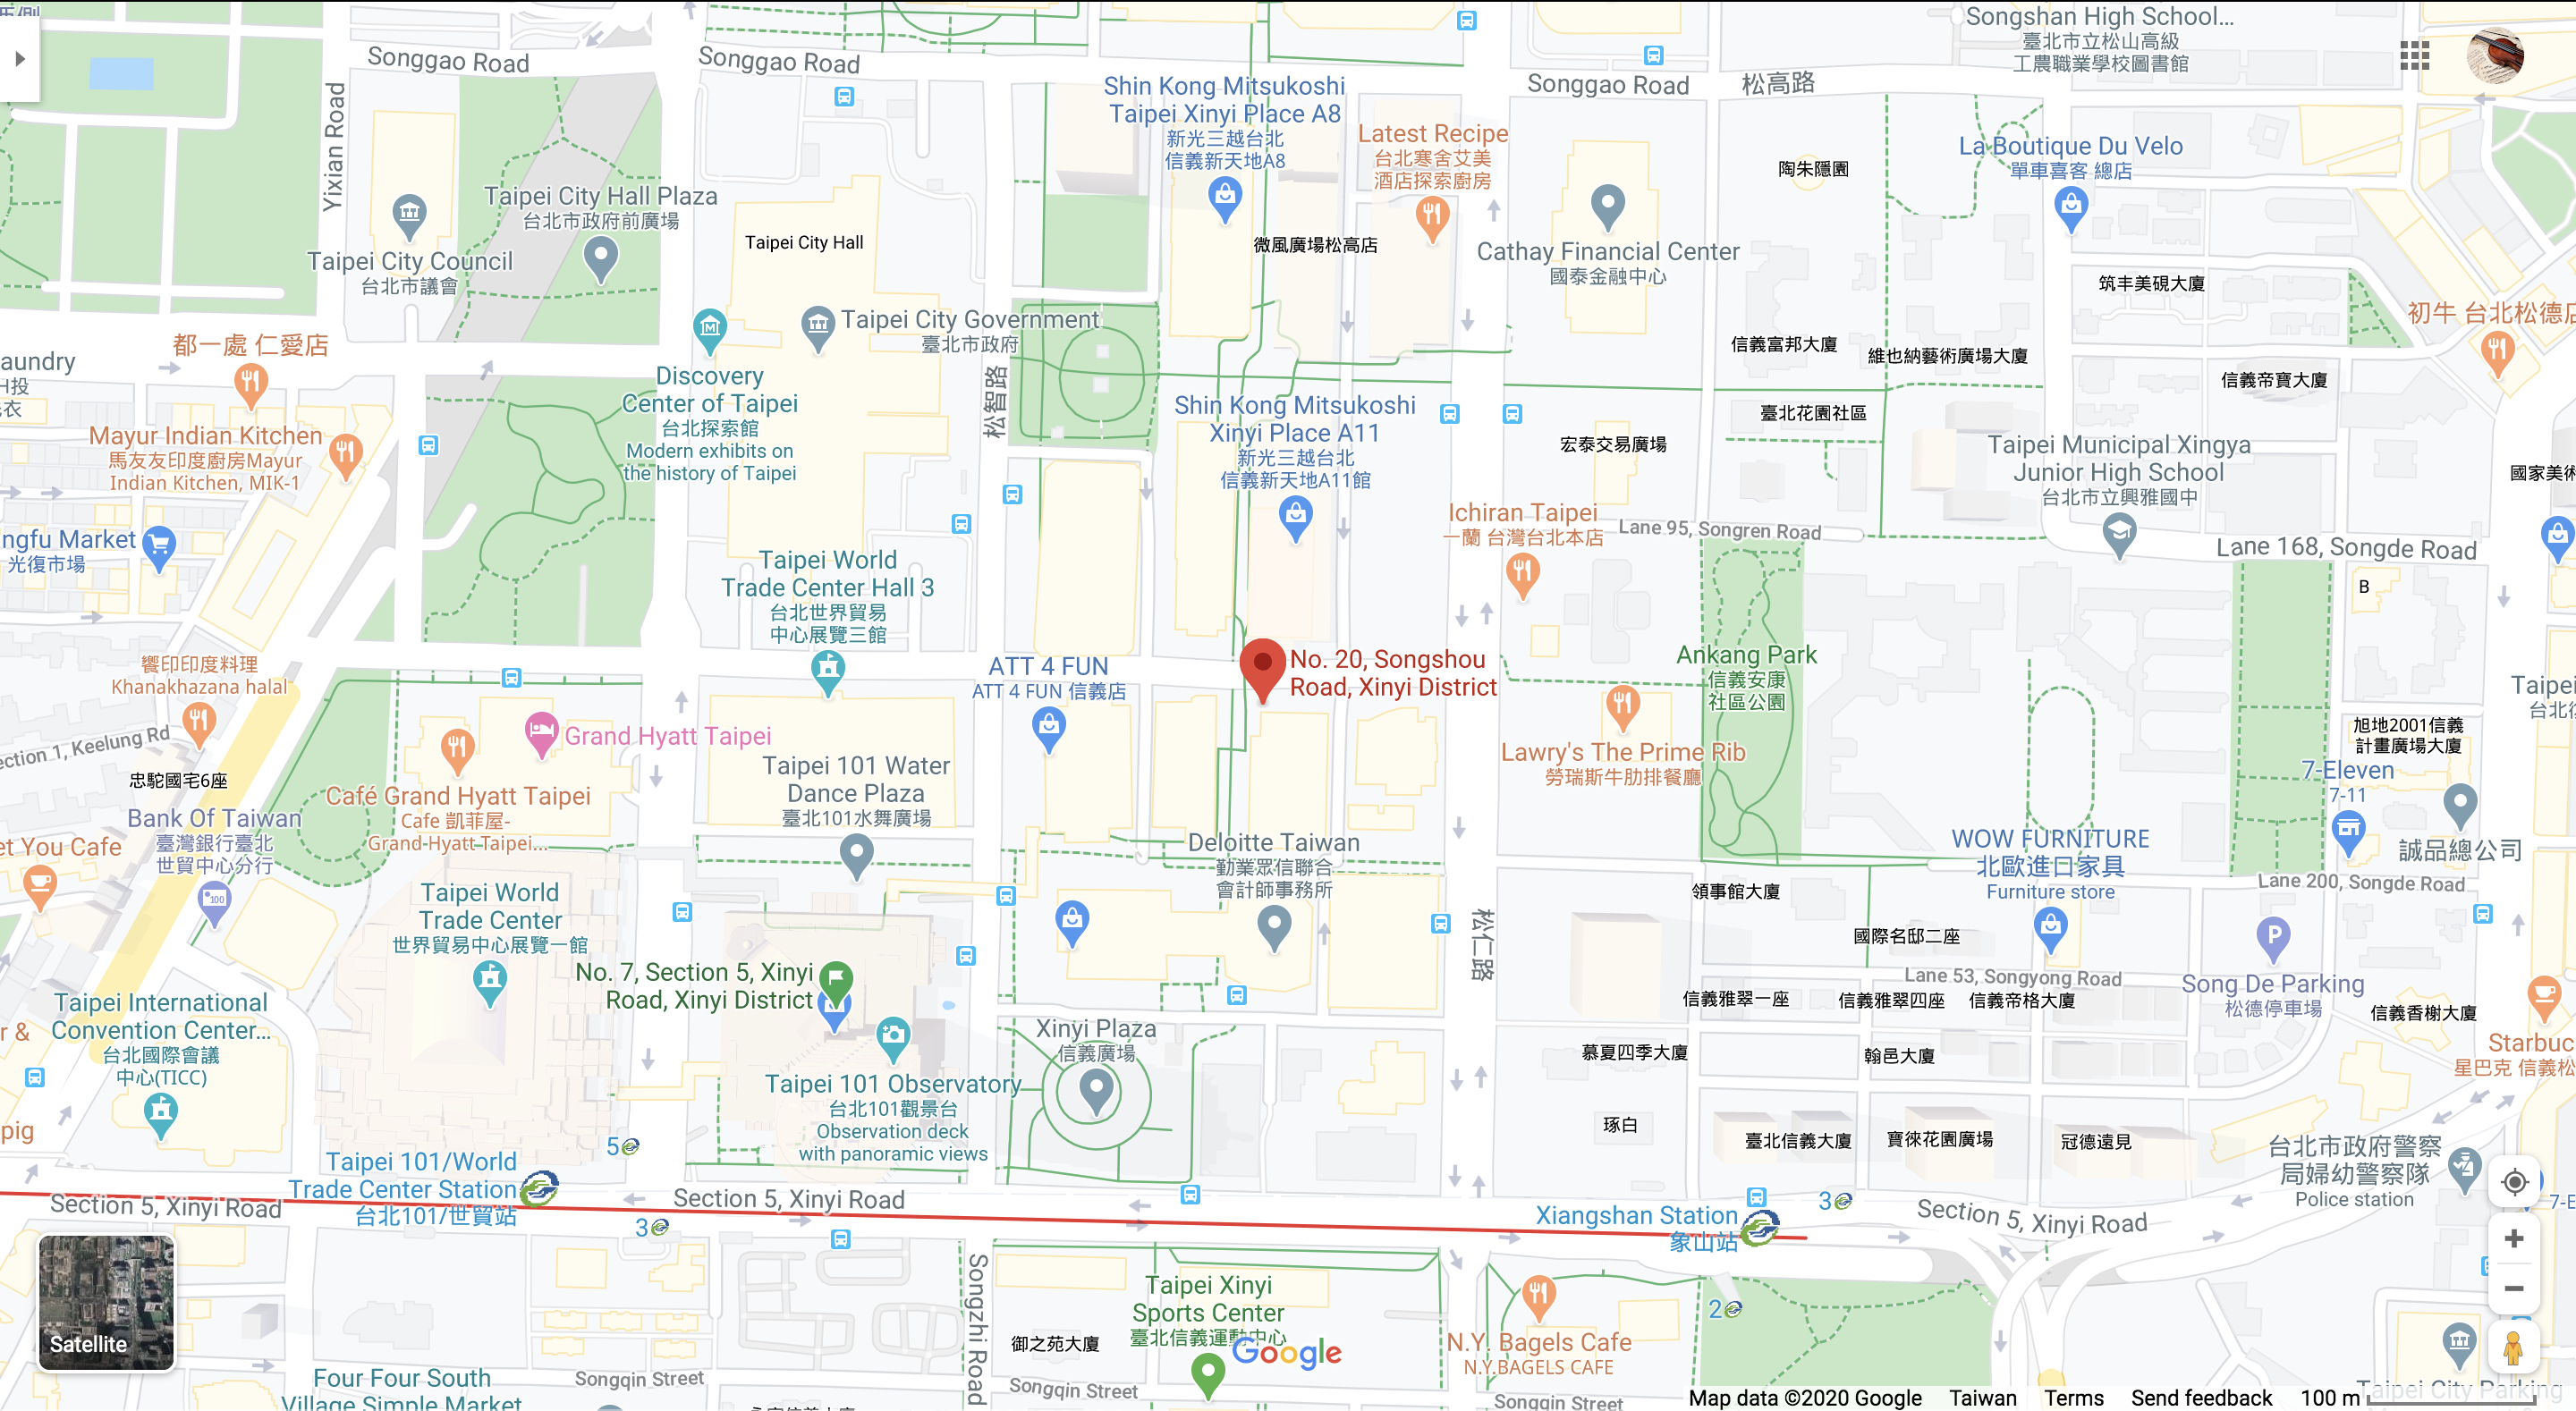 Songgao Road
Songgao Road
Songgao Road
松高路
Songshan High School...
臺北市立松山高級
工農職業學校圖書館
Yixian Road
Shin Kong Mitsukoshi
Taipei Xinyi Place A8
新光三越台北
信義新天地A8
Latest Recipe
台北寒舍艾美
酒店探索廚房
La Boutique Du Velo
單車喜客 總店
陶朱隱園
Taipei City Hall Plaza
台北市政府前廣場
Taipei City Hall
微風廣場松高店
Cathay Financial Center
國泰金融中心
Taipei City Council
台北市議會
筑丰美硯大廈
初牛 台北松德店
Taipei City Government
臺北市政府
都一處 仁愛店
信義富邦大廈
維也納藝術廣場大廈
信義帝寶大廈
aundry
Discovery
Center of Taipei
台北探索館
Modern exhibits on
the history of Taipei
松智路
Shin Kong Mitsukoshi
Xinyi Place A11
新光三越台北
信義新天地A11館
臺北花園社區
宏泰交易廣場
Mayur Indian Kitchen
馬友友印度廚房Mayur
Indian Kitchen, MIK-1
Taipei Municipal Xingya
Junior High School
台北市立興雅國中
國家美術
Ichiran Taipei
一蘭 台灣台北本店
Lane 95, Songren Road
Lane 168, Songde Road
ngfu Market
光復市場
Taipei World
Trade Center Hall 3
台北世界貿易
中心展覽三館
B
ATT 4 FUN
ATT 4 FUN 信義店
No. 20, Songshou
Road, Xinyi District
Ankang Park
信義安康
社區公園
饗印印度料理
Khanakhazana halal
Section 1, Keelung Rd
Grand Hyatt Taipei
Lawry's The Prime Rib
勞瑞斯牛肋排餐廳
旭地2001信義
計畫廣場大廈
Taipei
7-Eleven
7-11
忠駝國宅6座
Taipei 101 Water
Dance Plaza
臺北101水舞廣場
Café Grand Hyatt Taipei
Cafe 凱菲屋-
Grand Hyatt Taipei...
Bank Of Taiwan
臺灣銀行臺北
世貿中心分行
et You Cafe
Deloitte Taiwan
勤業眾信聯合
會計師事務所
WOW FURNITURE
北歐進口家具
Furniture store
誠品總公司
Lane 200, Songde Road
領事館大廈
Taipei World
Trade Center
世界貿易中心展覽一館
松仁路
國際名邸二座
Lane 53, Songyong Road
信義雅翠一座
信義雅翠四座
信義帝格大廈
Song De Parking
松德停車場
信義香榭大廈
No. 7, Section 5, Xinyi
Road, Xinyi District
Taipei International
Convention Center...
台北國際會議
中心(TICC)
r &
Xinyi Plaza
信義廣場
慕夏四季大廈
翰邑大廈
Starbuc
星巴克 信義松
Taipei 101 Observatory
台北101觀景台
Observation deck
with panoramic views
pig
琢白
臺北信義大廈
寶徠花園廣場
冠德遠見
台北市政府警察
局婦幼警察隊
Police station
5
Taipei 101/World
Trade Center Station
台北101/世貿站
Section 5, Xinyi Road
Section 5, Xinyi Road
3
Xiangshan Station
象山站
3
Section 5, Xinyi Road
7-E
Songzhi Road
Taipei Xinyi
Sports Center
臺北信義運動中心
2
Satellite
御之苑大廈
Google
N.Y. Bagels Cafe
N.Y.BAGELS CAFE
Four Four South
Village Simple Market
Songqin Street
Songqin Street
Songqin Street
Taipei City Parking
Map data ©2020 Google
Taiwan
Terms
Send feedback
100 m